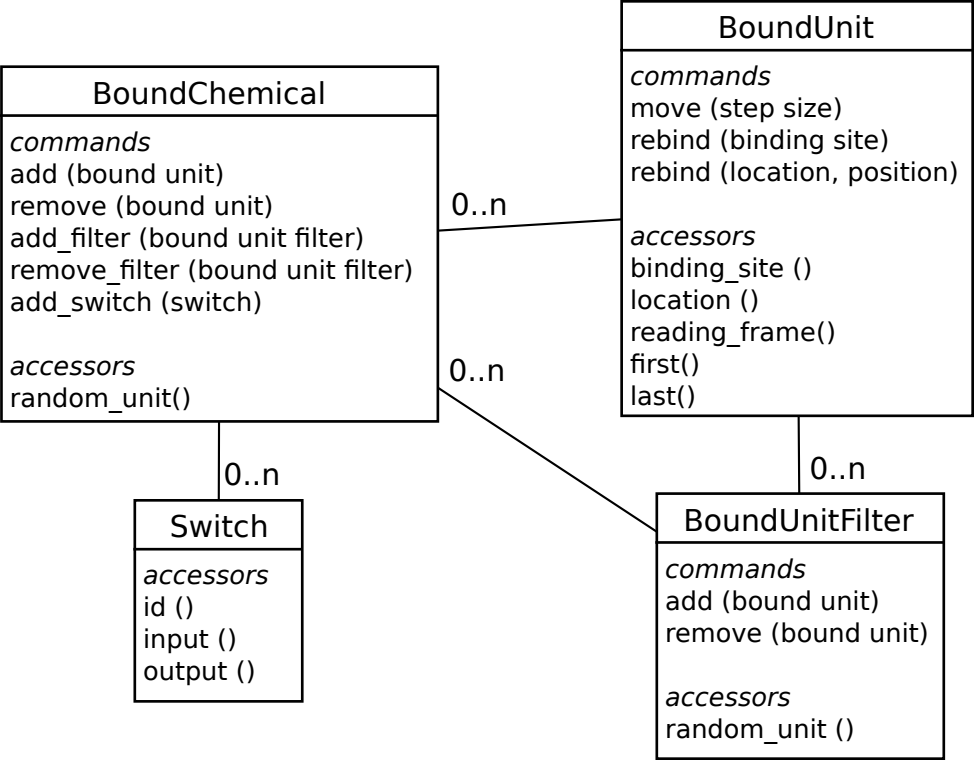 BoundChemical
commands
add (bound unit)
remove (bound unit)
add_filter (bound unit filter)
remove_filter (bound unit filter)
add_switch (switch)
accessors
random_unit()
0..n
0..n
0..n
BoundUnit
commands
move (step size)
rebind (binding site)
rebind (location, position)
accessors
binding_site ()
location ()
reading_frame()
first()
last()
0..n
Switch
accessors
id ()
input ()
output ()
BoundUnitFilter
commands
add (bound unit)
remove (bound unit)
accessors
random_unit ()